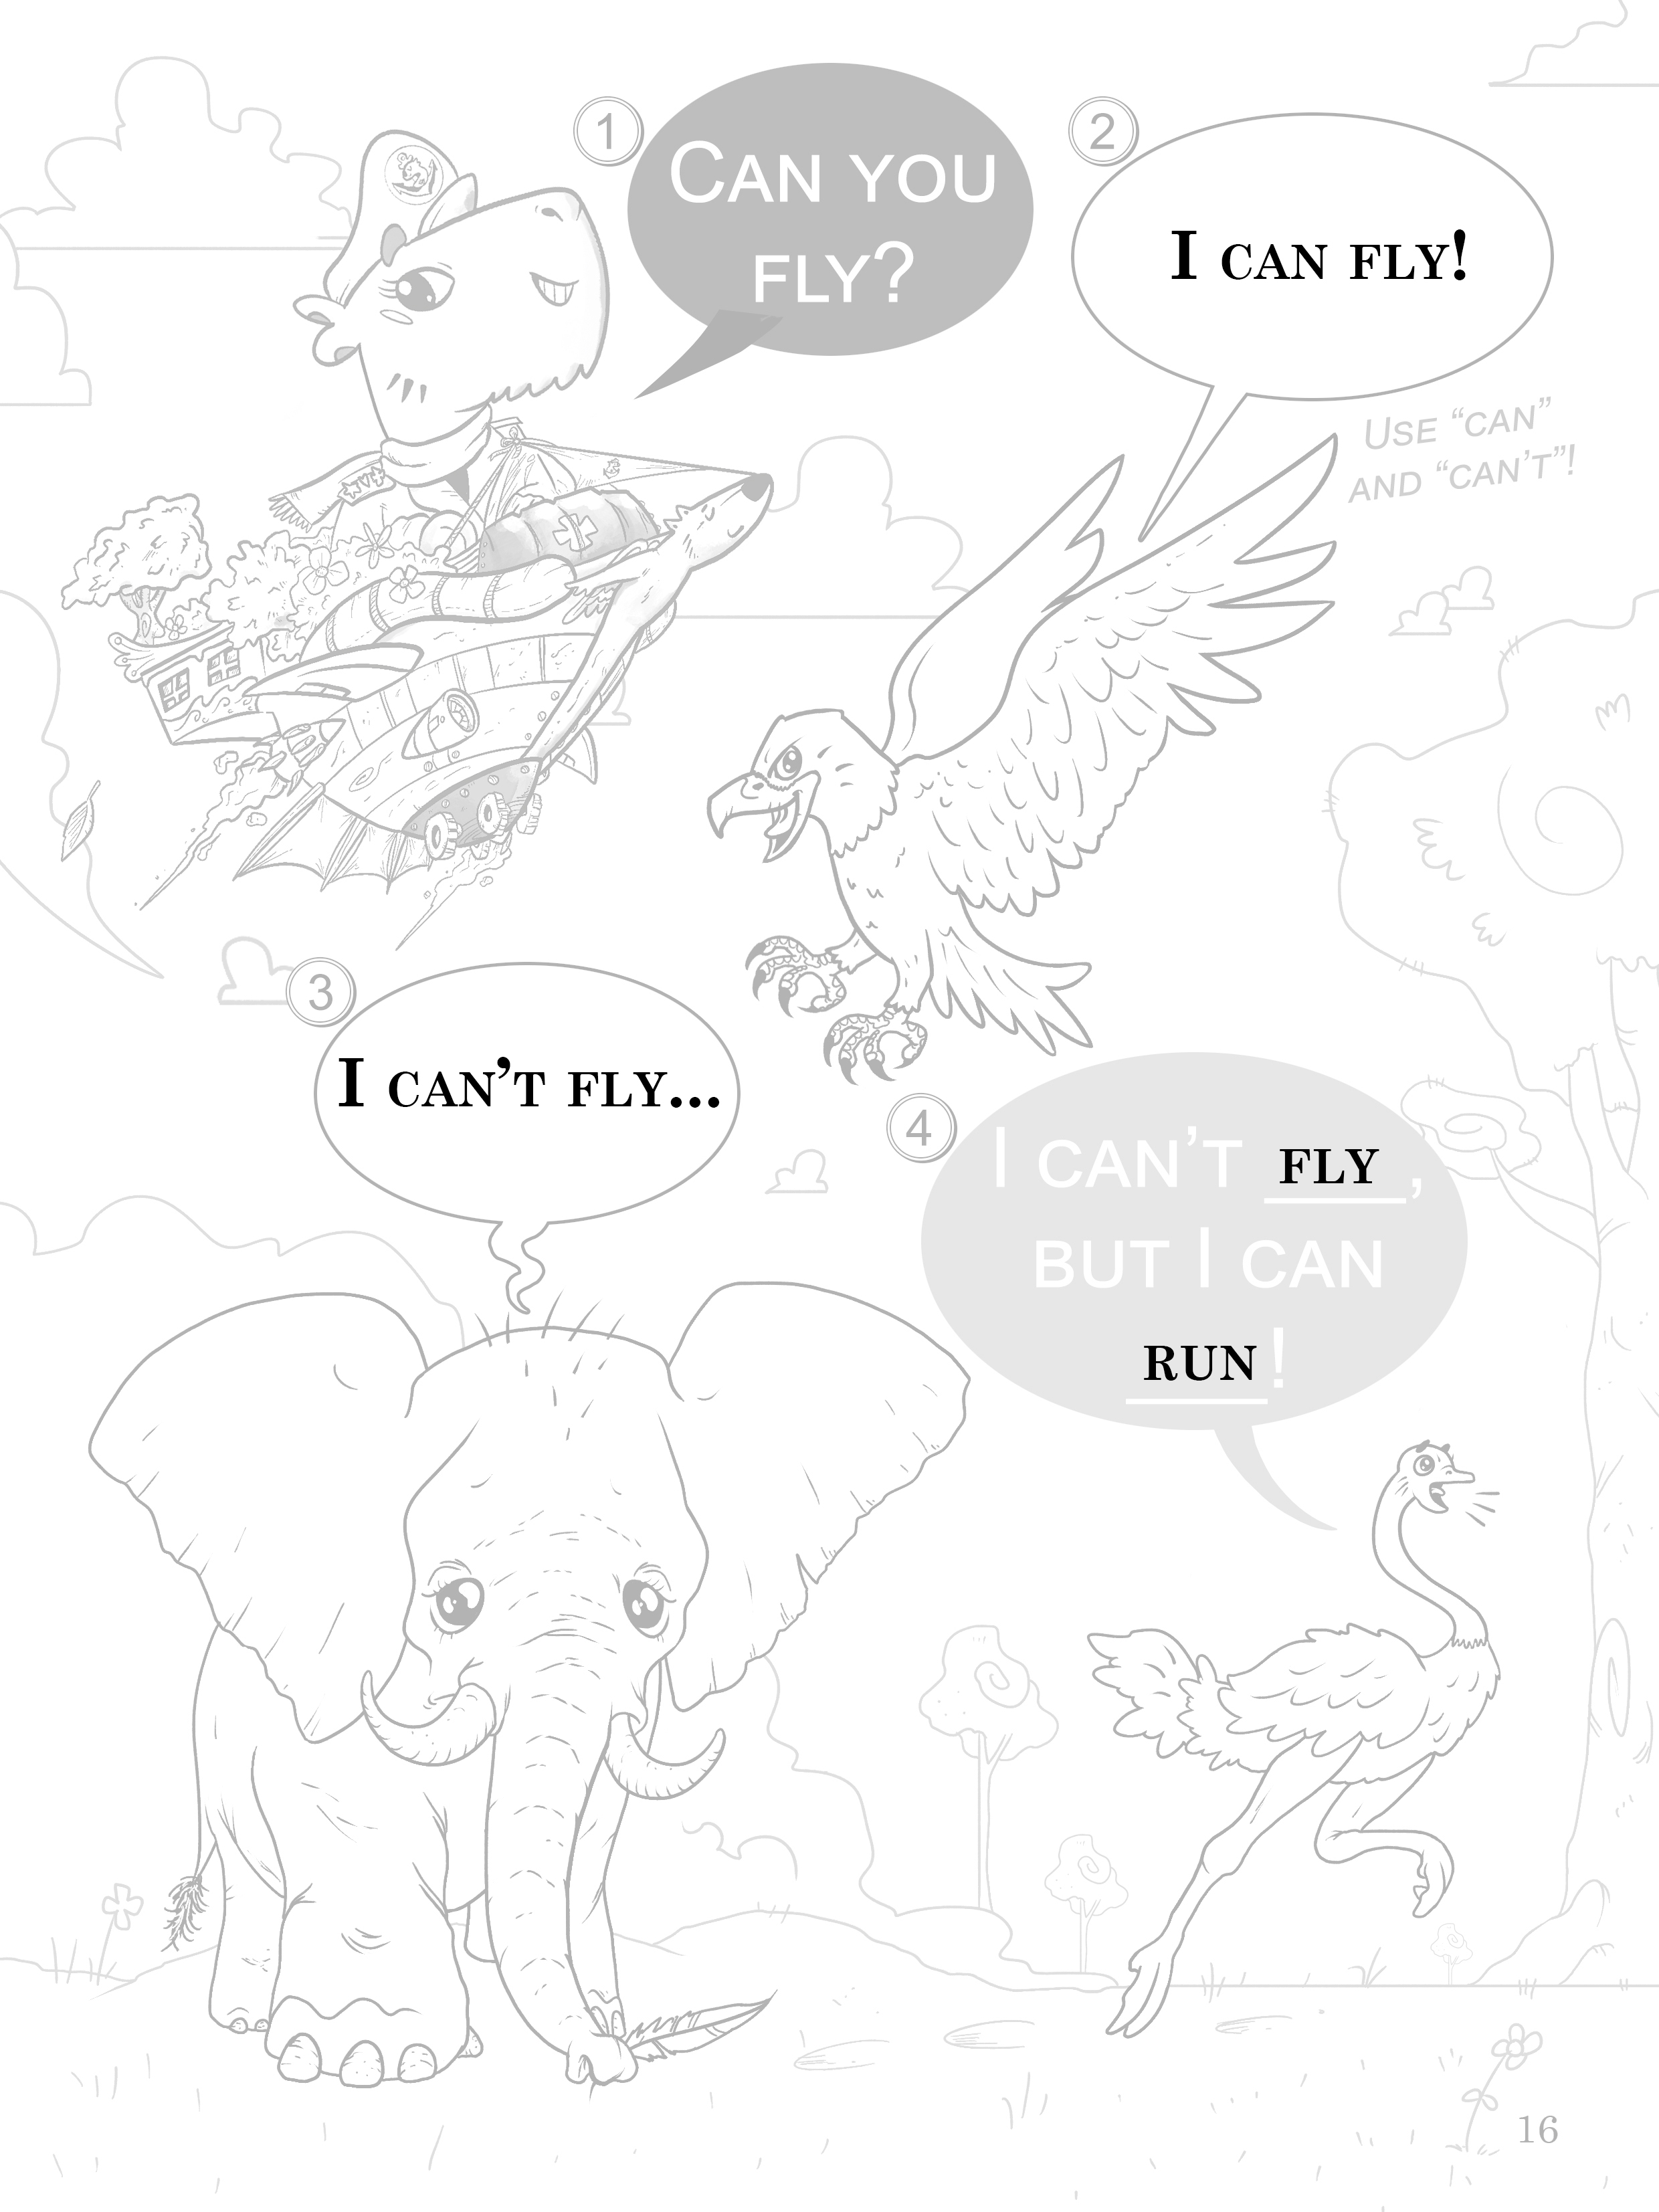 1
CAN YOU
FLY?
2
I CAN FLY!
USE “CAN”
AND “CAN’T”!
3
I CAN’T FLY...
4
I CAN’T FLY,
BUT I CAN
RUN!
16